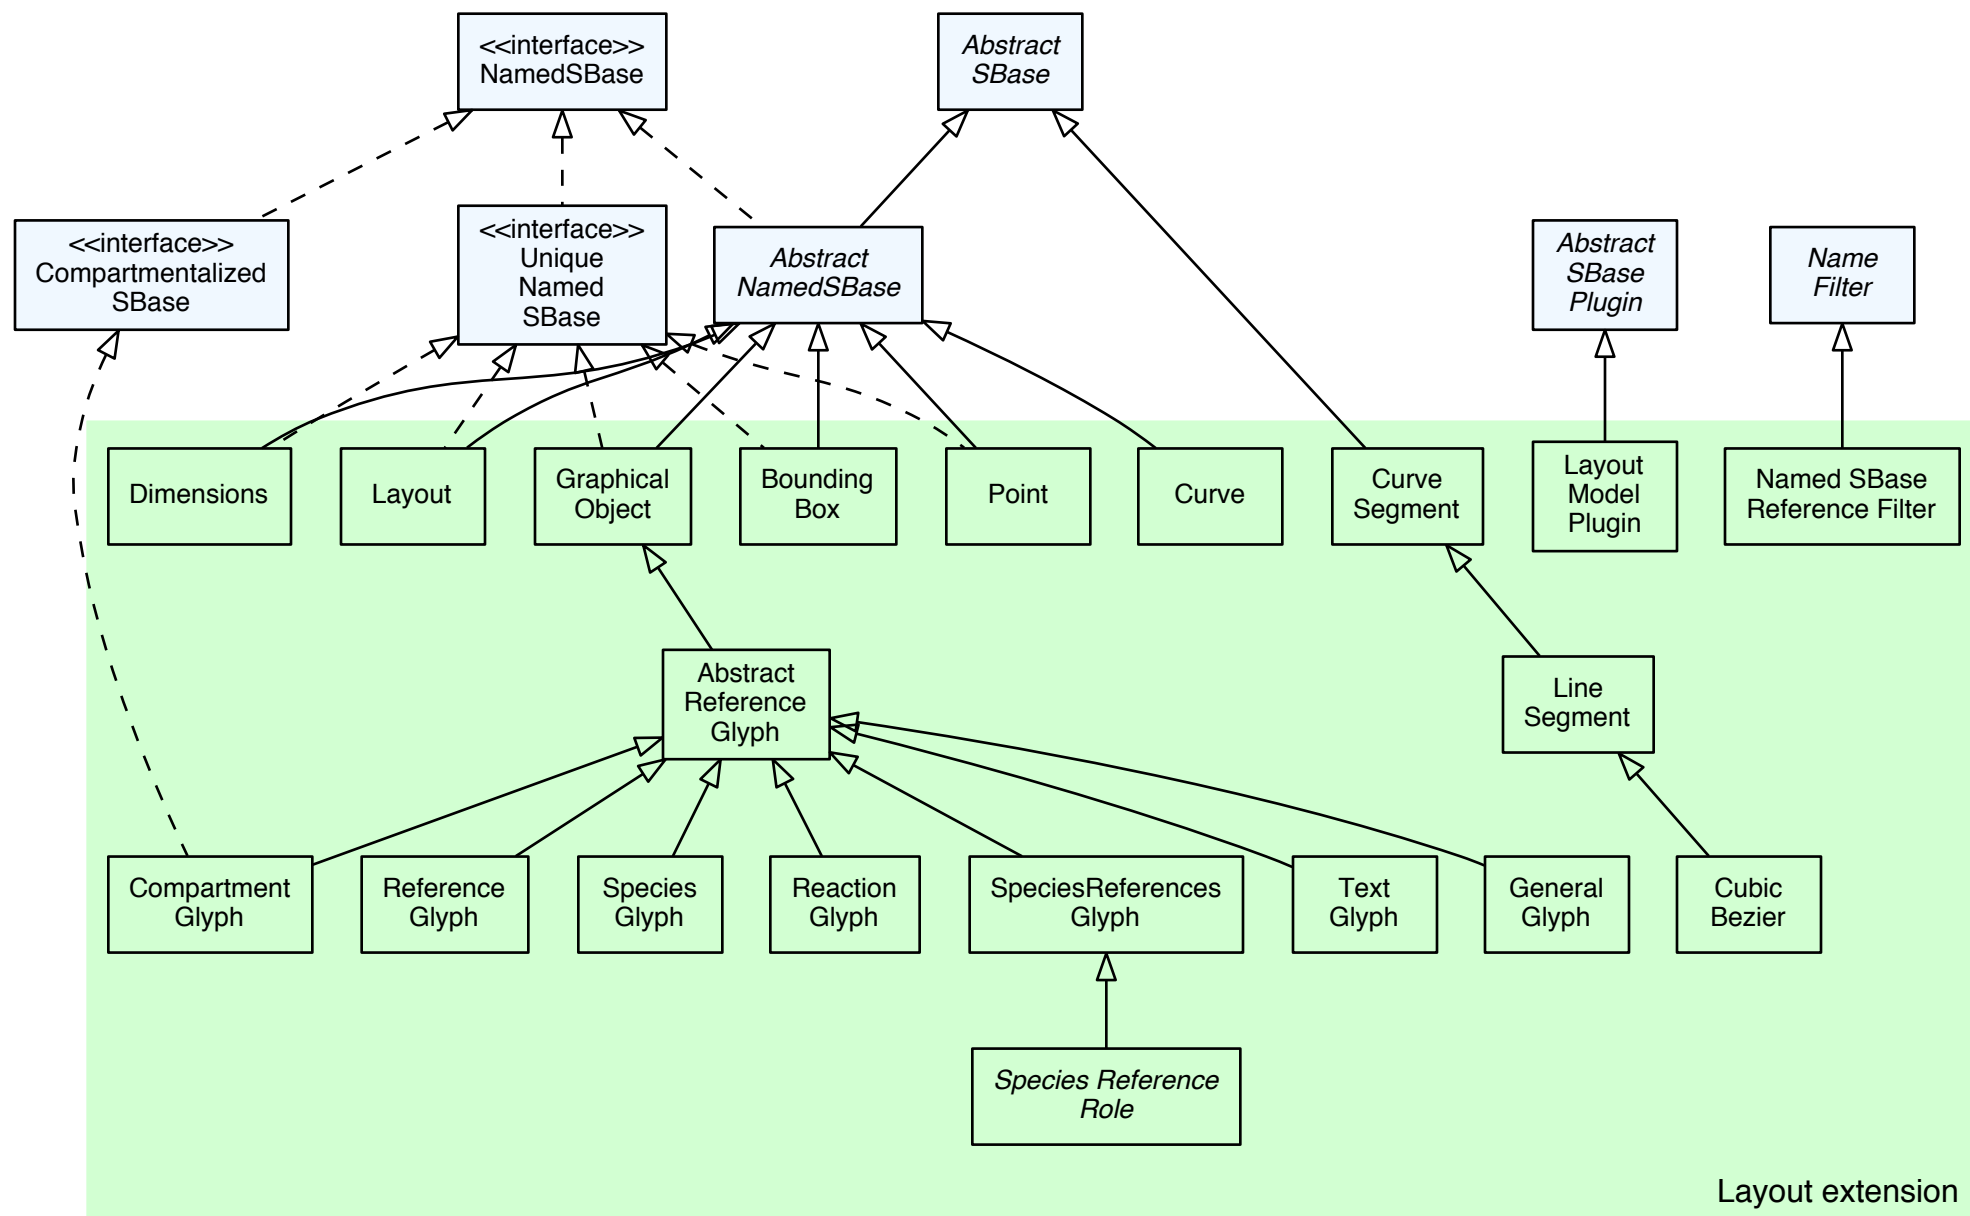 <<interface>>
NamedSBase
Abstract
SBase
<<interface>>
Compartmentalized
SBase
<<interface>>
Unique
Named
SBase
Abstract
NamedSBase
Abstract
SBase
Plugin
Name
Filter
Dimensions
Layout
Graphical
Object
Bounding
Box
Point
Curve
Curve
Segment
Layout
Model
Plugin
Named SBase
Reference Filter
Abstract
Reference
Glyph
Line
Segment
Compartment
Glyph
Reference
Glyph
Species
Glyph
Reaction
Glyph
SpeciesReferences
Glyph
Text
Glyph
General
Glyph
Cubic
Bezier
Species Reference
Role
Layout extension